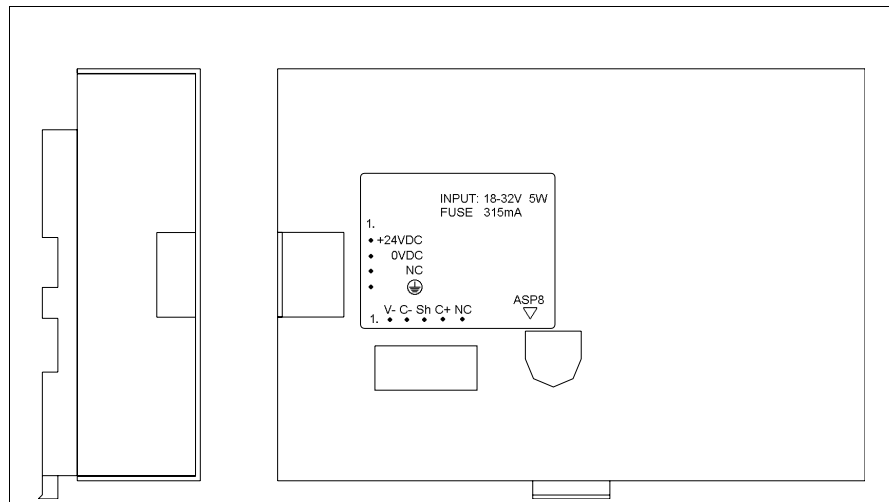 INPUT: 18-32V 5W
FUSE 315mA
1.
+24VDC
0VDC
NC
ASP8
V- C- Sh C+ NC
1.